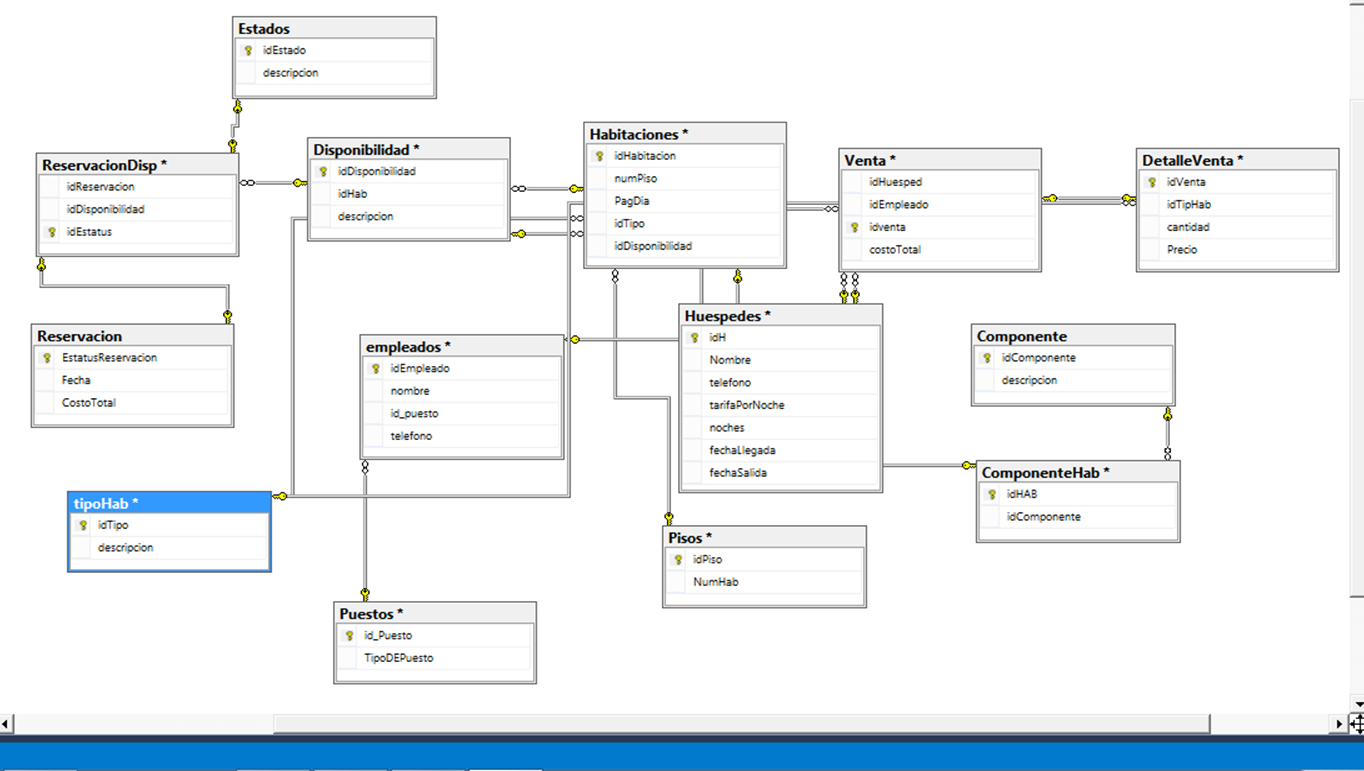 Estados
idEstado
descripcion
ReservacionDisp *
idReservacion
idDisponibilidad
idEstatus
Disponibilidad *
idDisponibilidad
idHab
descripcion
Habitaciones *
idHabitacion
numPiso
PagDia
idTipo
idDisponibilidad
Venta *
idHuesped
idEmpleado
idventa
costoTotal
DetalleVenta *
idVenta
idTipHab
cantidad
Precio
Reservacion
EstatusReservacion
Fecha
CostoTotal
empleados *
idEmpleado
nombre
id_puesto
telefono
Huespedes *
idH
Nombre
telefono
tarifaPorNoche
noches
fechaLlegada
fechaSalida
Componente
idComponente
descripcion
ComponenteHab *
idHAB
idComponente
tipoHab *
idTipo
descripcion
Pisos *
idPiso
NumHab
Puestos *
id_Puesto
TipoDEPuesto